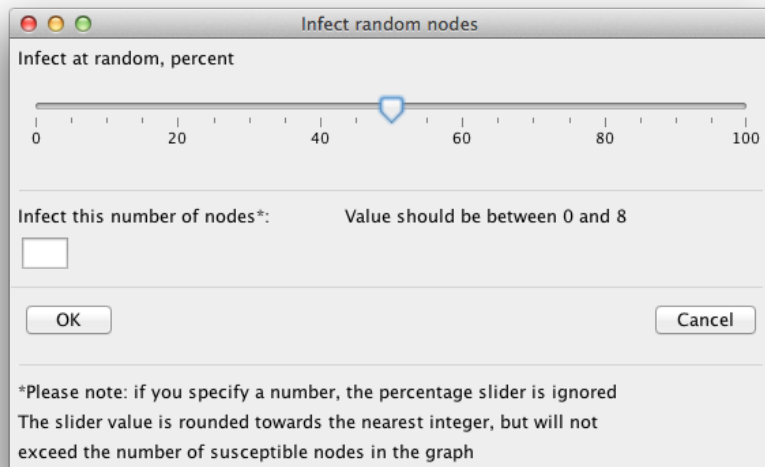 Infect random nodes
Infect at random, percent
0 20 40 60 80 100
Infect this number of nodes*: Value should be between 0 and 8
OK Cancel
*Please note: if you specify a number, the percentage slider is ignored
The slider value is rounded towards the nearest integer, but will not
exceed the number of susceptible nodes in the graph